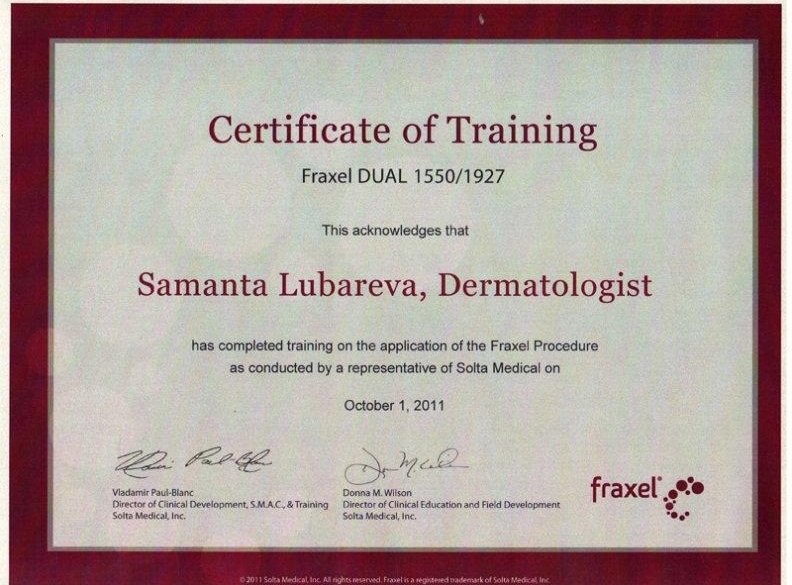 Certificate of Training
Fraxel DUAL 1550/1927
This acknowledges that
Samanta Lubareva, Dermatologist
has completed training on the application of the Fraxel Procedure
as conducted by a representative of Solta Medical on
October 1, 2011
Vladamir Paul-Blanc
Director of Clinical Development, S.M.A.C., & Training
Solta Medical, Inc.
Donna M. Wilson
Director of Clinical Education and Field Development
Solta Medical, Inc.
fraxel®
© 2011 Solta Medical, Inc. All rights reserved. Fraxel is a registered trademark of Solta Medical, Inc.